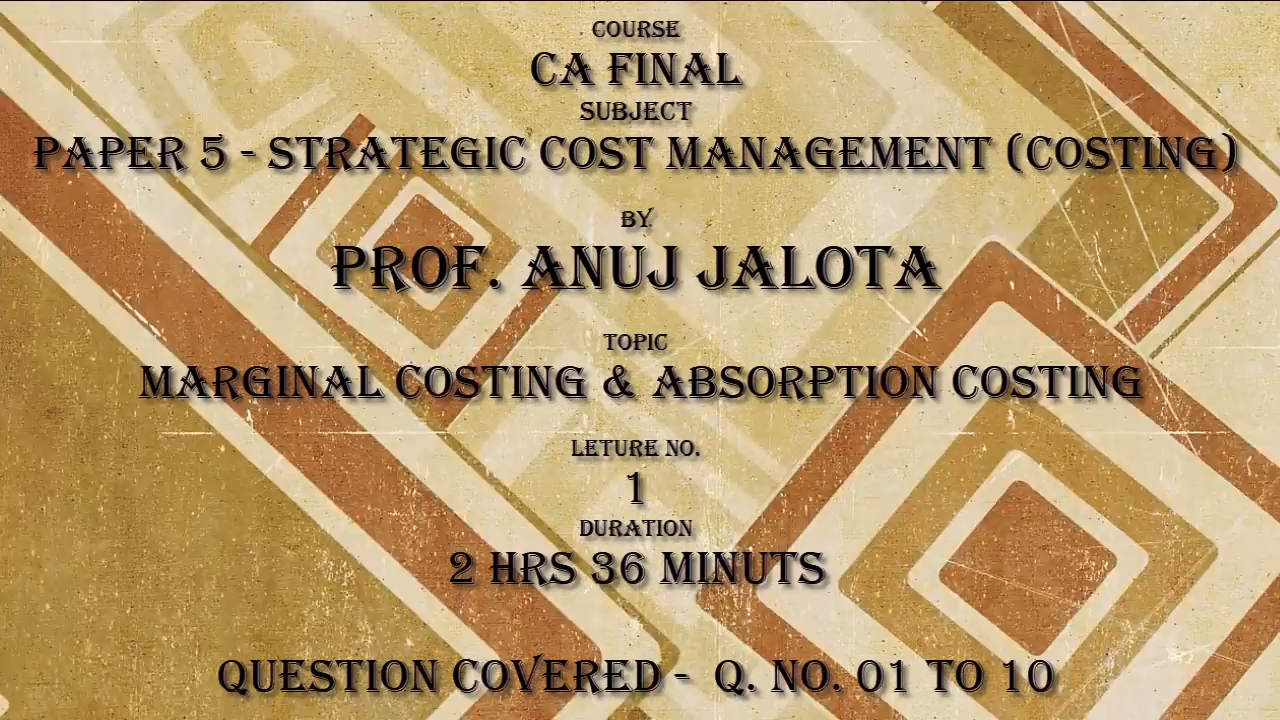 COURSE
CA FINAL
SUBJECT
PAPER 5 - STRATEGIC COST MANAGEMENT (COSTING)
BY
PROF. ANUJ JALOTA
TOPIC
MARGINAL COSTING & ABSORPTION COSTING
LETURE NO.
1
DURATION
2 HRS 36 MINUTS
QUESTION COVERED - Q. NO. 01 TO 10